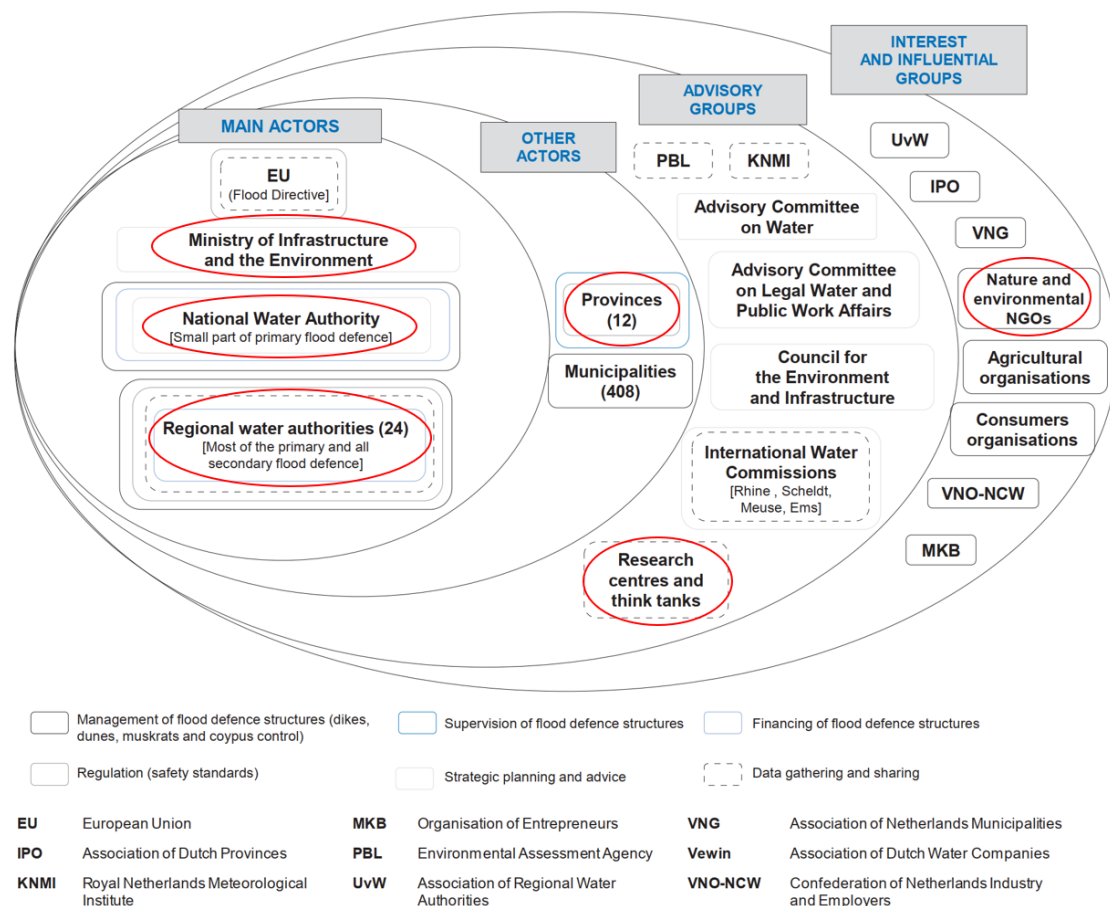 INTEREST
AND INFLUENTIAL
GROUPS
ADVISORY
GROUPS
MAIN ACTORS
OTHER
ACTORS
EU
(Flood Directive]
Ministry of Infrastructure
and the Environment
National Water Authority
[Small part of primary flood defence]
Regional water authorities (24)
[Most of the primary and all
secondary flood defence]
Provinces
(12)
Municipalities
(408)
PBL
KNMI
Advisory Committee
on Water
Advisory Committee
on Legal Water and
Public Work Affairs
Council for
the Environment
and Infrastructure
International Water
Commissions
[Rhine , Scheldt,
Meuse, Ems]
Research
centres and
think tanks
UvW
IPO
VNG
Nature and
environmental
NGOs
Agricultural
organisations
Consumers
organisations
VNO-NCW
MKB
Management of flood defence structures (dikes,
dunes, muskrats and coypus control)
Supervision of flood defence structures
Financing of flood defence structures
Regulation (safety standards)
Strategic planning and advice
Data gathering and sharing
EU European Union
MKB Organisation of Entrepreneurs
VNG Association of Netherlands Municipalities
IPO Association of Dutch Provinces
PBL Environmental Assessment Agency
Vewin Association of Dutch Water Companies
KNMI Royal Netherlands Meteorological
Institute
UvW Association of Regional Water
Authorities
VNO-NCW Confederation of Netherlands Industry
and Employers